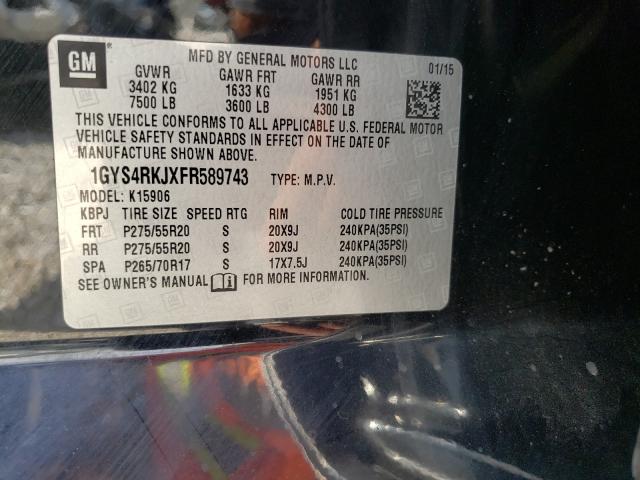 GM
MFD BY GENERAL MOTORS LLC
GVWR GAWR FRT GAWR RR 01/15
3402 KG 1633 KG 1951 KG
7500 LB 3600 LB 4300 LB
THIS VEHICLE CONFORMS TO ALL APPLICABLE U.S. FEDERAL MOTOR
VEHICLE SAFETY STANDARDS IN EFFECT ON THE DATE OF
MANUFACTURE SHOWN ABOVE.
1GYS4RKJXFR589743 TYPE: M.P.V.
MODEL: K15906
KBPJ TIRE SIZE SPEED RTG RIM COLD TIRE PRESSURE
FRT P275/55R20 S 20X9J 240KPA(35PSI)
RR P275/55R20 S 20X9J 240KPA(35PSI)
SPA P265/70R17 S 17X7.5J 240KPA(35PSI)
SEE OWNER'S MANUAL FOR MORE INFORMATION.